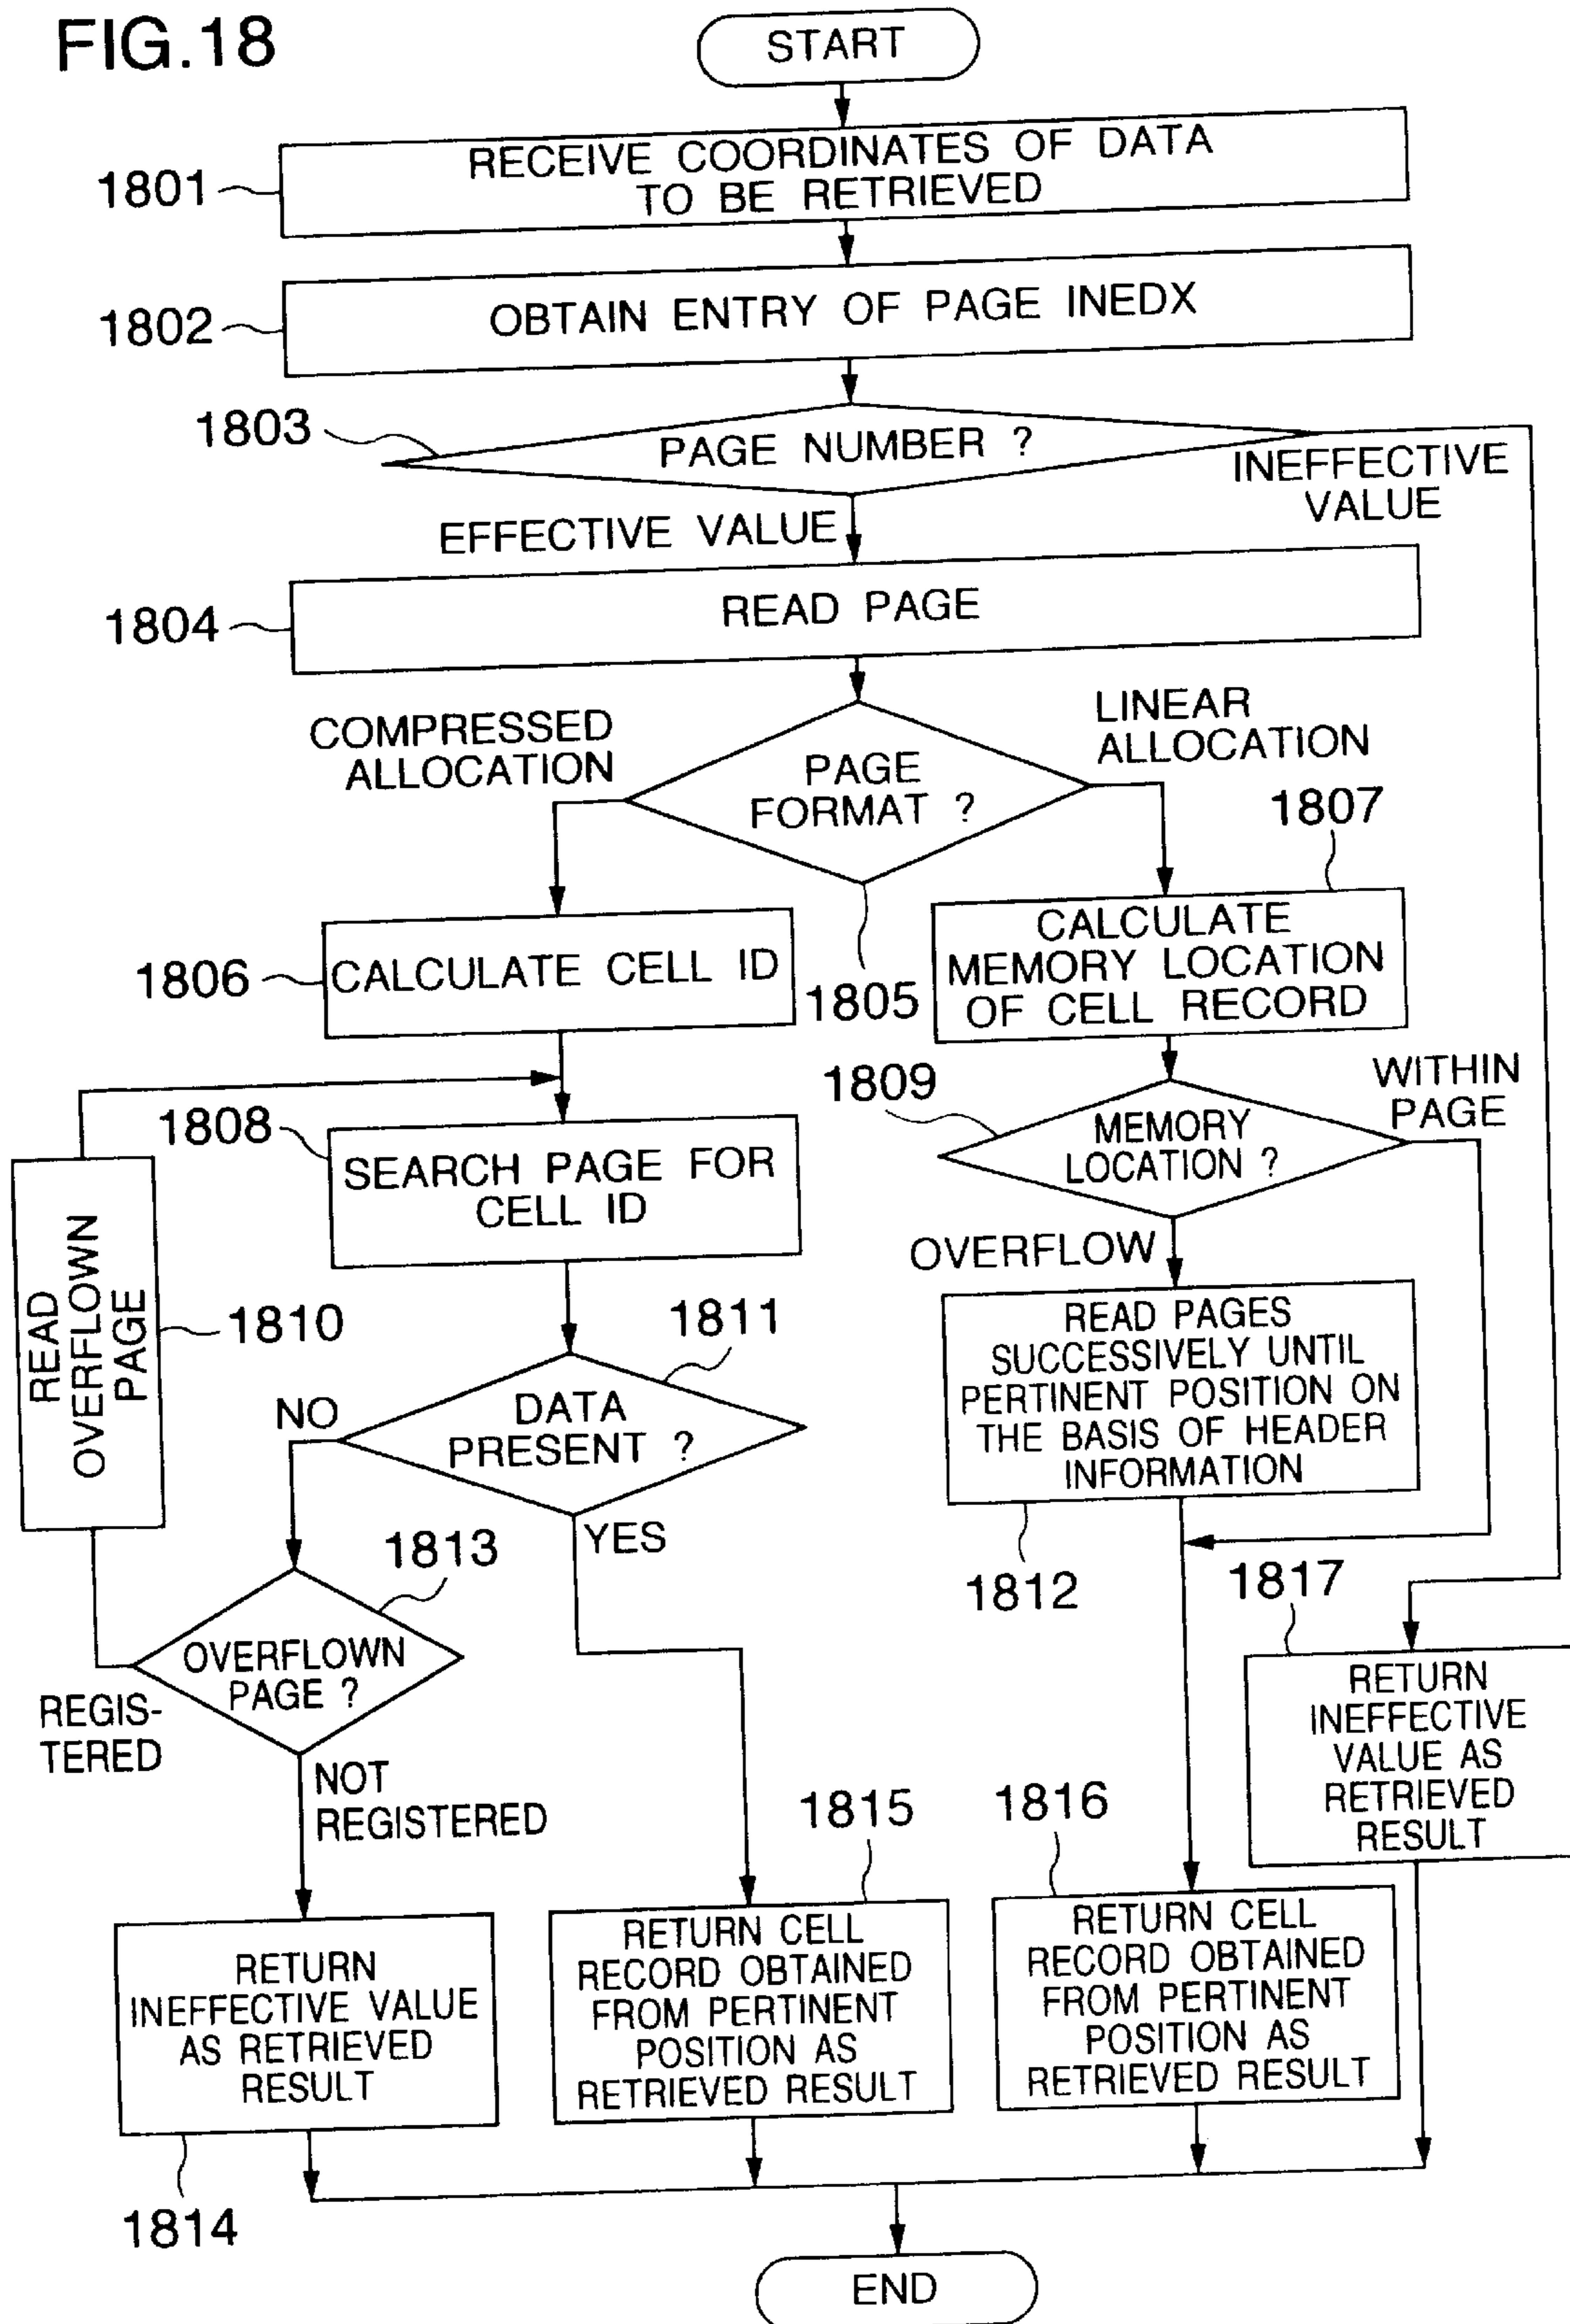 FIG.18
START
1801
RECEIVE COORDINATES OF DATA
TO BE RETRIEVED
1802
OBTAIN ENTRY OF PAGE INEDX
1803
PAGE NUMBER ?
INEFFECTIVE
VALUE
EFFECTIVE VALUE
1804
READ PAGE
COMPRESSED
ALLOCATION
PAGE
FORMAT ?
LINEAR
ALLOCATION
1805
1806
CALCULATE CELL ID
1807
CALCULATE
MEMORY LOCATION
OF CELL RECORD
1808
SEARCH PAGE FOR
CELL ID
1809
MEMORY
LOCATION ?
WITHIN
PAGE
OVERFLOW
READ
OVERFLOWN
PAGE
1810
1811
DATA
PRESENT ?
NO
YES
READ PAGES
SUCCESSIVELY UNTIL
PERTINENT POSITION ON
THE BASIS OF HEADER
INFORMATION
1812
1813
OVERFLOWN
PAGE ?
REGIS-
TERED
NOT
REGISTERED
1817
RETURN
INEFFECTIVE
VALUE AS
RETRIEVED
RESULT
1815
1816
RETURN
INEFFECTIVE VALUE
AS RETRIEVED
RESULT
1814
RETURN CELL
RECORD OBTAINED
FROM PERTINENT
POSITION AS
RETRIEVED RESULT
RETURN CELL
RECORD OBTAINED
FROM PERTINENT
POSITION AS
RETRIEVED RESULT
END